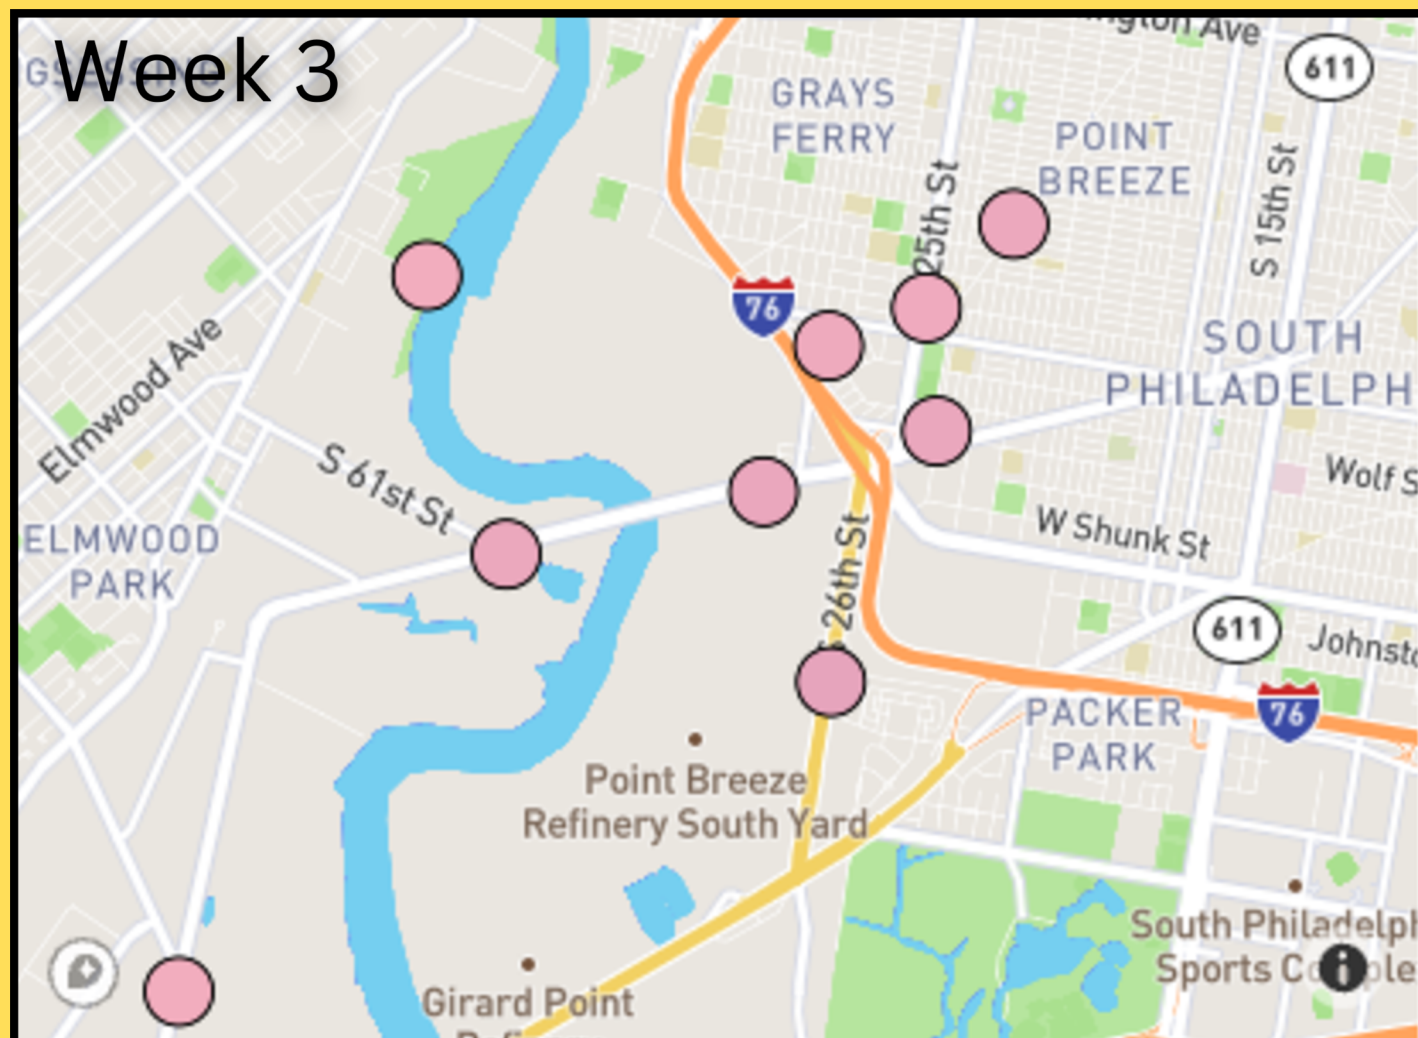 Week 3
ngton Ave
611
GRAYS
FERRY
POINT
BREEZE
25th St
S 15th St
76
SOUTH
PHILADELPH
Elmwood Ave
S 61st St
Wolf S
ELMWOOD
PARK
W Shunk St
S 26th St
611
Johnsto
PACKER
PARK
76
Point Breeze
Refinery South Yard
South Philadelph
Sports C
Girard Point